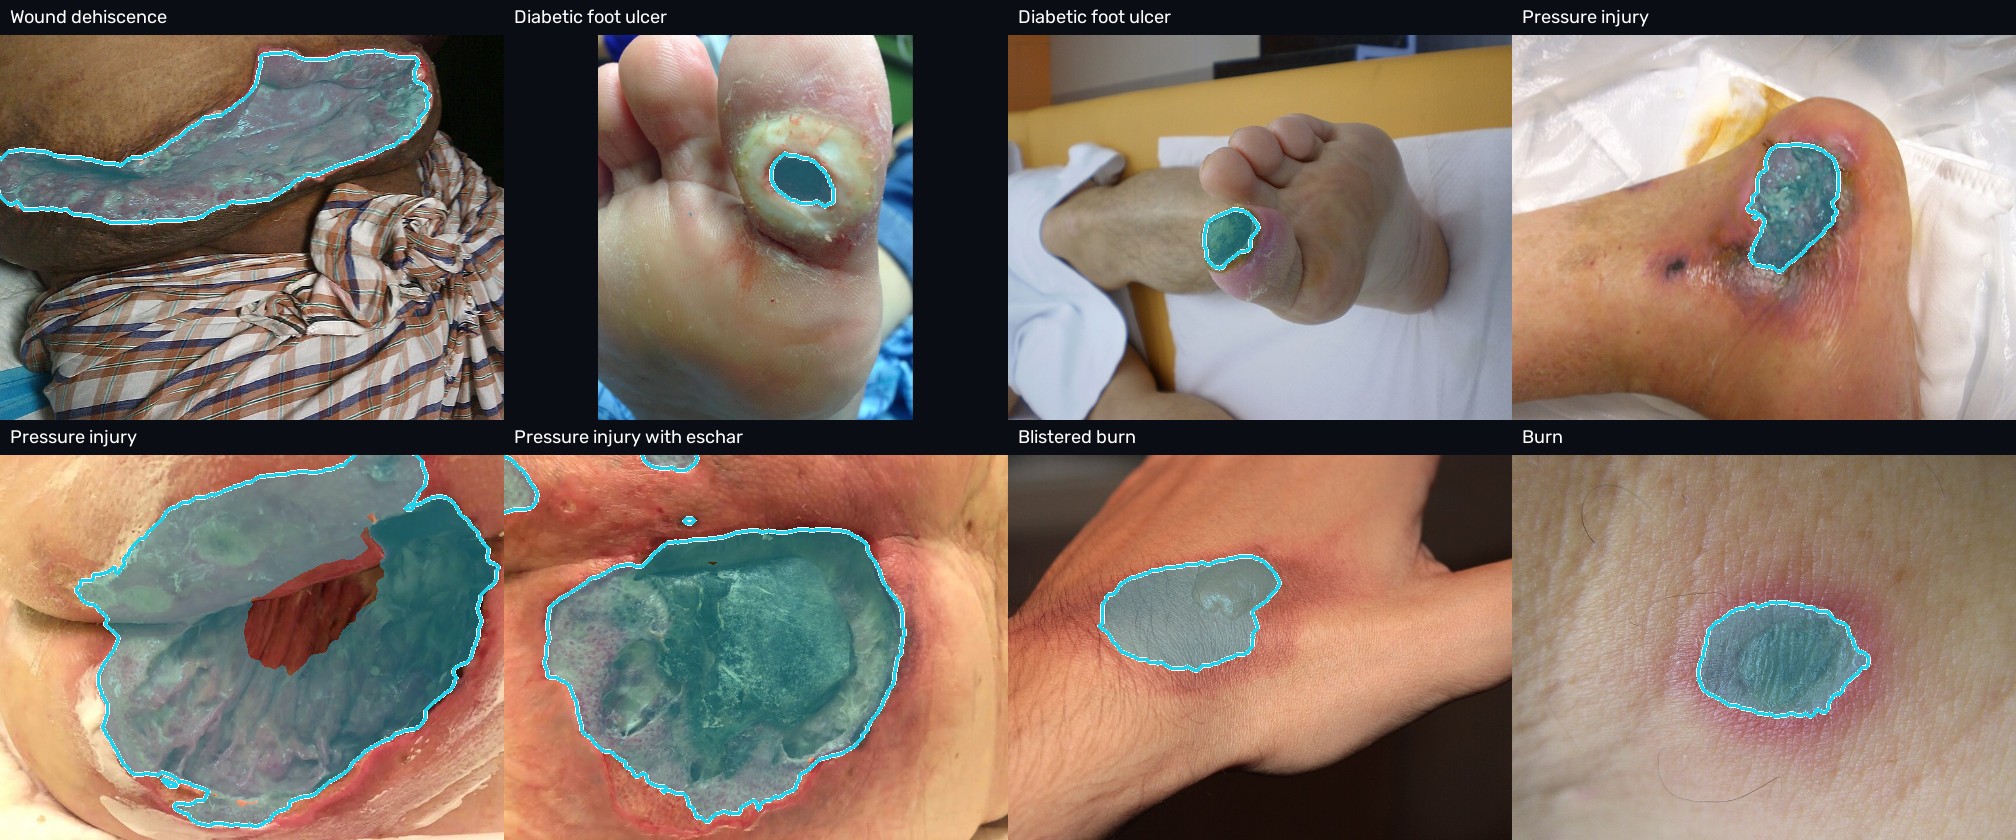 Wound dehiscence
Diabetic foot ulcer
Diabetic foot ulcer
Pressure injury
Pressure injury
Pressure injury with eschar
Blistered burn
Burn